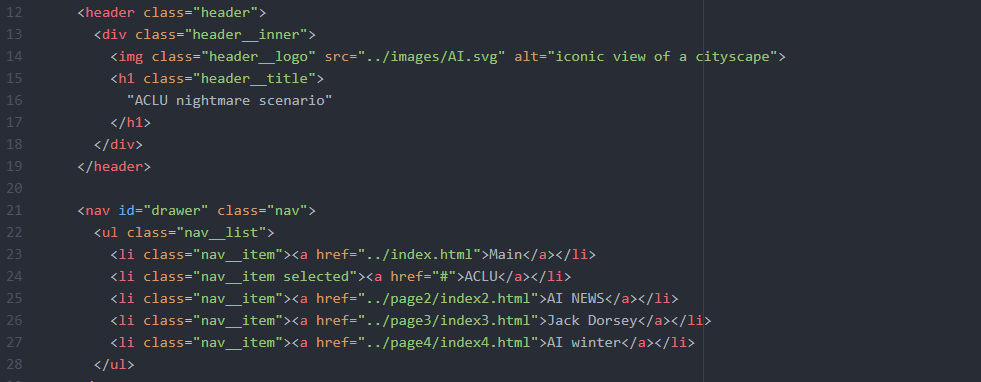 12 <header class="header">
13 <div class="header__inner">
14 <img class="header__logo" src="../images/AI.svg" alt="iconic view of a cityscape">
15 <h1 class="header__title">
16 "ACLU nightmare scenario"
17 </h1>
18 </div>
19 </header>
20
21 <nav id="drawer" class="nav">
22 <ul class="nav__list">
23 <li class="nav__item"><a href="../index.html">Main</a></li>
24 <li class="nav__item selected"><a href="#">ACLU</a></li>
25 <li class="nav__item"><a href="../page2/index2.html">AI NEWS</a></li>
26 <li class="nav__item"><a href="../page3/index3.html">Jack Dorsey</a></li>
27 <li class="nav__item"><a href="../page4/index4.html">AI winter</a></li>
28 </ul>